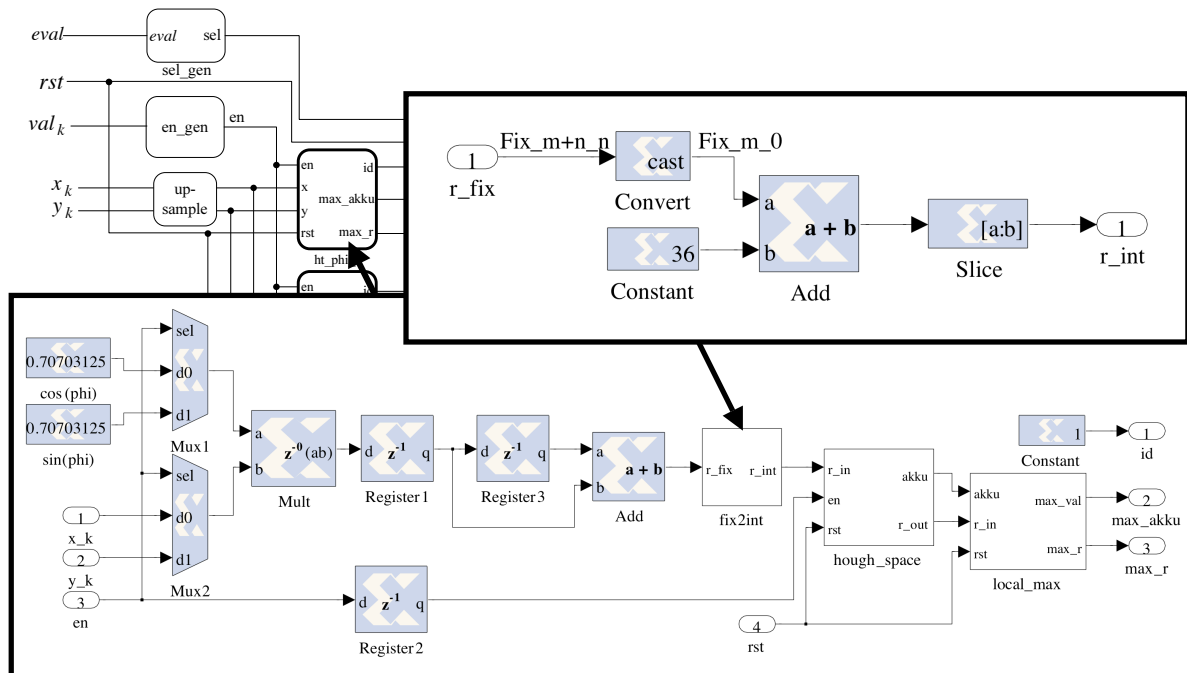 eval
eval sel
sel_gen
rst
val k
en_gen
en
x k
y k
up-
sample
en
x
y
rst
id
max_akku
max_r
en
1
r_fix
Fix_m+n_n
cast
Convert
Fix_m_0
36
Constant
a
b
a + b
Add
[a:b]
Slice
1
r_int
0.70703125
cos (phi)
0.70703125
sin(phi)
sel
d0
d1
Mux1
sel
d0
d1
Mux2
1
x_k
2
y_k
3
en
a
b
z-0 (ab)
Mult
d z-1 q
Register1
d z-1 q
Register3
d z-1 q
Register2
a
b
a + b
Add
r_fix r_int
fix2int
r_in
en
rst
akku
r_out
hough_space
4
rst
1
Constant
akku
r_in
rst
max_val
max_r
local_max
1
id
2
max_akku
3
max_r